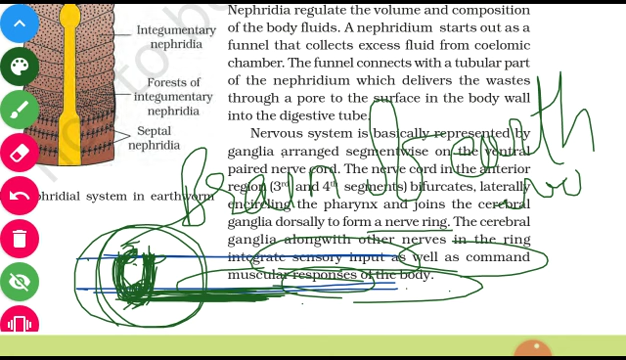 Integumentary
nephridia
Forests of
integumentary
nephridia
Septal
nephridia
phridial system in earthworm
Nephridia regulate the volume and composition
of the body fluids. A nephridium starts out as a
funnel that collects excess fluid from coelomic
chamber. The funnel connects with a tubular part
of the nephridium which delivers the wastes
through a pore to the surface in the body wall
into the digestive tube.
Nervous system is basically represented by
ganglia arranged segmentwise on the ventral
paired nerve cord. The nerve cord in the anterior
region (3rd and 4th segments) bifurcates, laterally
encircling the pharynx and joins the cerebral
ganglia dorsally to form a nerve ring. The cerebral
ganglia alongwith other nerves in the ring
integrate sensory input as well as command
muscular responses of the body.